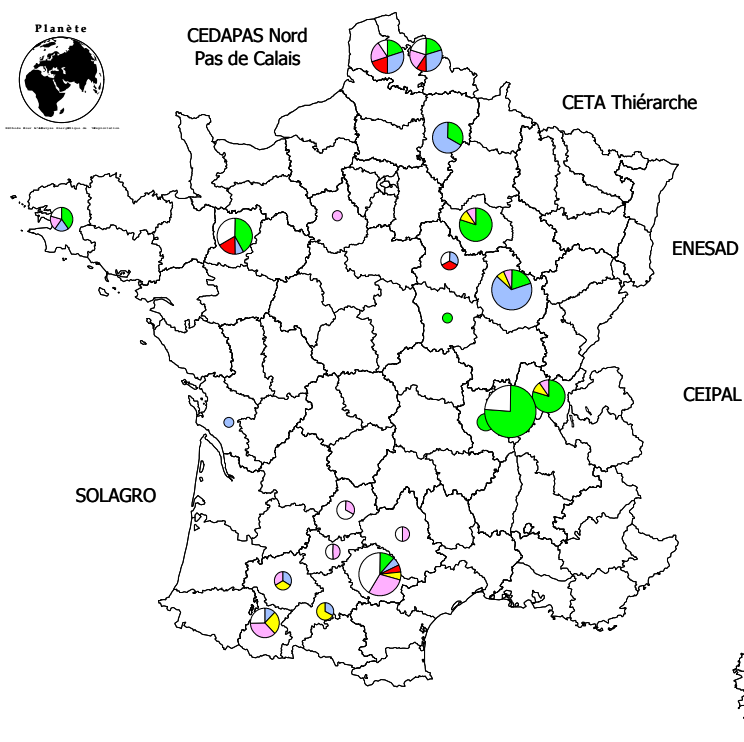 Planète
CEDAPAS Nord
Pas de Calais
CETA Thiérarche
ENESAD
CEIPAL
SOLAGRO